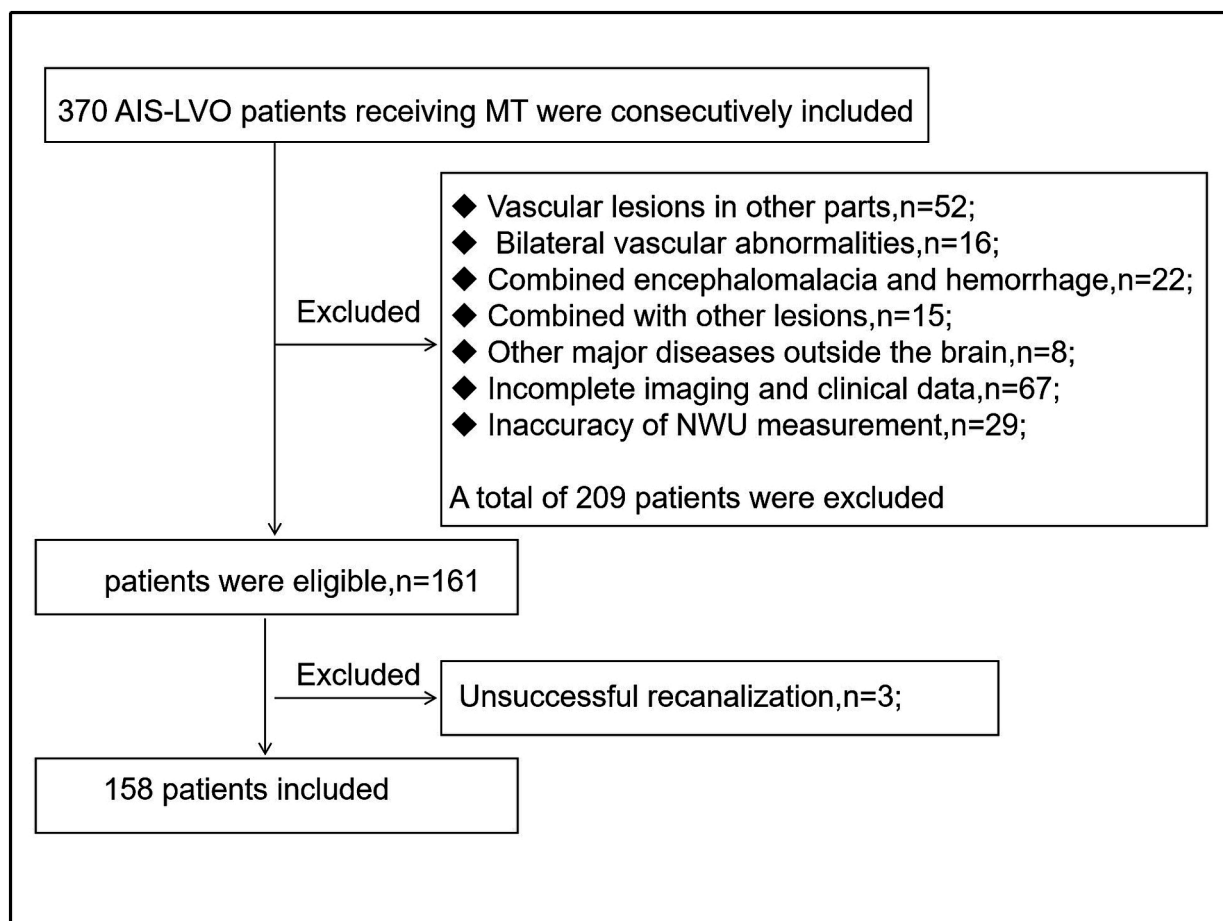 370 AIS-LVO patients receiving MT were consecutively included
Excluded
◆ Vascular lesions in other parts,n=52;
◆ Bilateral vascular abnormalities,n=16;
◆ Combined encephalomalacia and hemorrhage,n=22;
◆ Combined with other lesions,n=15;
◆ Other major diseases outside the brain,n=8;
◆ Incomplete imaging and clinical data,n=67;
◆ Inaccuracy of NWU measurement,n=29;
A total of 209 patients were excluded
patients were eligible,n=161
Excluded
Unsuccessful recanalization,n=3;
158 patients included